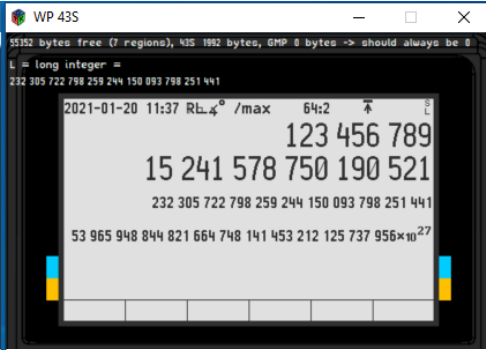 WP 43S
55352 bytes free (7 regions), 43S 1992 bytes, GMP 0 bytes -> should always be 0
L = long integer =
232 305 722 798 259 244 150 093 798 251 441
2021-01-20 11:37 R∟∡° /max 64:2 S L
123 456 789
15 241 578 750 190 521
232 305 722 798 259 244 150 093 798 251 441
53 965 948 844 821 664 748 141 453 212 125 737 956×10²⁷